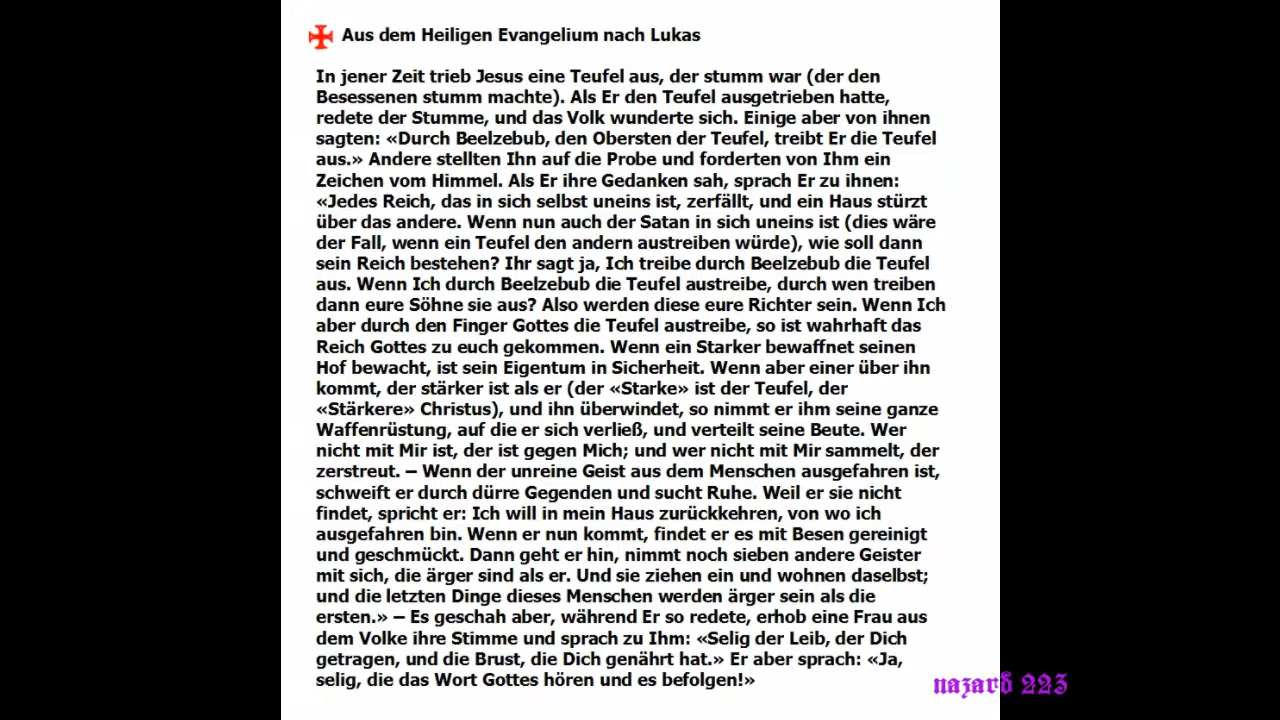 Aus dem Heiligen Evangelium nach Lukas
In jener Zeit trieb Jesus eine Teufel aus, der stumm war (der den
Besessenen stumm machte). Als Er den Teufel ausgetrieben hatte,
redete der Stumme, und das Volk wunderte sich. Einige aber von ihnen
sagten: «Durch Beelzebub, den Obersten der Teufel, treibt Er die Teufel
aus.» Andere stellten Ihn auf die Probe und forderten von Ihm ein
Zeichen vom Himmel. Als Er ihre Gedanken sah, sprach Er zu ihnen:
«Jedes Reich, das in sich selbst uneins ist, zerfällt, und ein Haus stürzt
über das andere. Wenn nun auch der Satan in sich uneins ist (dies wäre
der Fall, wenn ein Teufel den andern austreiben würde), wie soll dann
sein Reich bestehen? Ihr sagt ja, Ich treibe durch Beelzebub die Teufel
aus. Wenn Ich durch Beelzebub die Teufel austreibe, durch wen treiben
dann eure Söhne sie aus? Also werden diese eure Richter sein. Wenn Ich
aber durch den Finger Gottes die Teufel austreibe, so ist wahrhaft das
Reich Gottes zu euch gekommen. Wenn ein Starker bewaffnet seinen
Hof bewacht, ist sein Eigentum in Sicherheit. Wenn aber einer über ihn
kommt, der stärker ist als er (der «Starke» ist der Teufel, der
«Stärkere» Christus), und ihn überwindet, so nimmt er ihm seine ganze
Waffenrüstung, auf die er sich verließ, und verteilt seine Beute. Wer
nicht mit Mir ist, der ist gegen Mich; und wer nicht mit Mir sammelt, der
zerstreut. – Wenn der unreine Geist aus dem Menschen ausgefahren ist,
schweift er durch dürre Gegenden und sucht Ruhe. Weil er sie nicht
findet, spricht er: Ich will in mein Haus zurückkehren, von wo ich
ausgefahren bin. Wenn er nun kommt, findet er es mit Besen gereinigt
und geschmückt. Dann geht er hin, nimmt noch sieben andere Geister
mit sich, die ärger sind als er. Und sie ziehen ein und wohnen daselbst;
und die letzten Dinge dieses Menschen werden ärger sein als die
ersten.» – Es geschah aber, während Er so redete, erhob eine Frau aus
dem Volke ihre Stimme und sprach zu Ihm: «Selig der Leib, der Dich
getragen, und die Brust, die Dich genährt hat.» Er aber sprach: «Ja,
selig, die das Wort Gottes hören und es befolgen!»
nazard 223